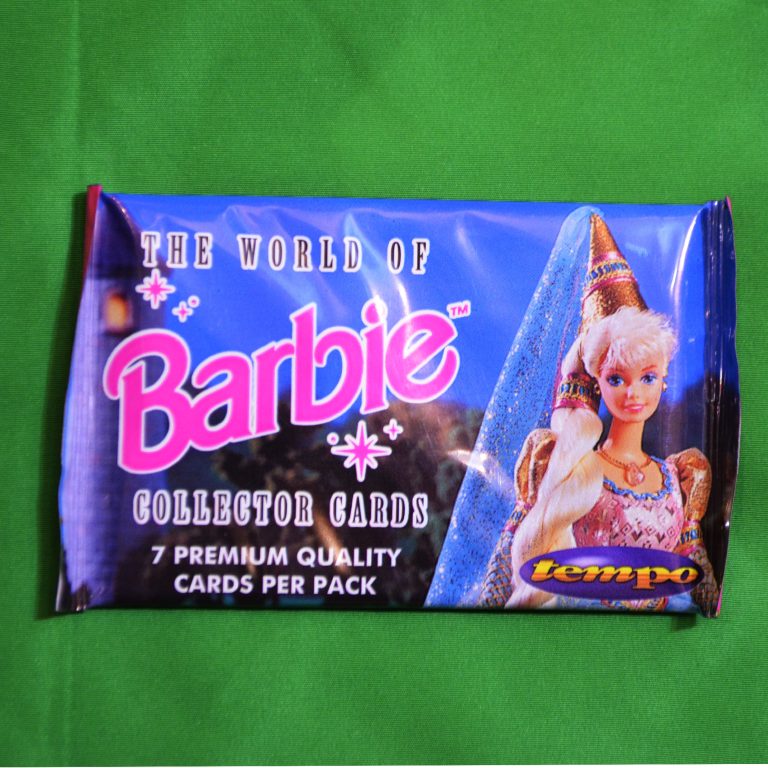 THE WORLD OF
Barbie™
COLLECTOR CARDS
7 PREMIUM QUALITY
CARDS PER PACK
tempo